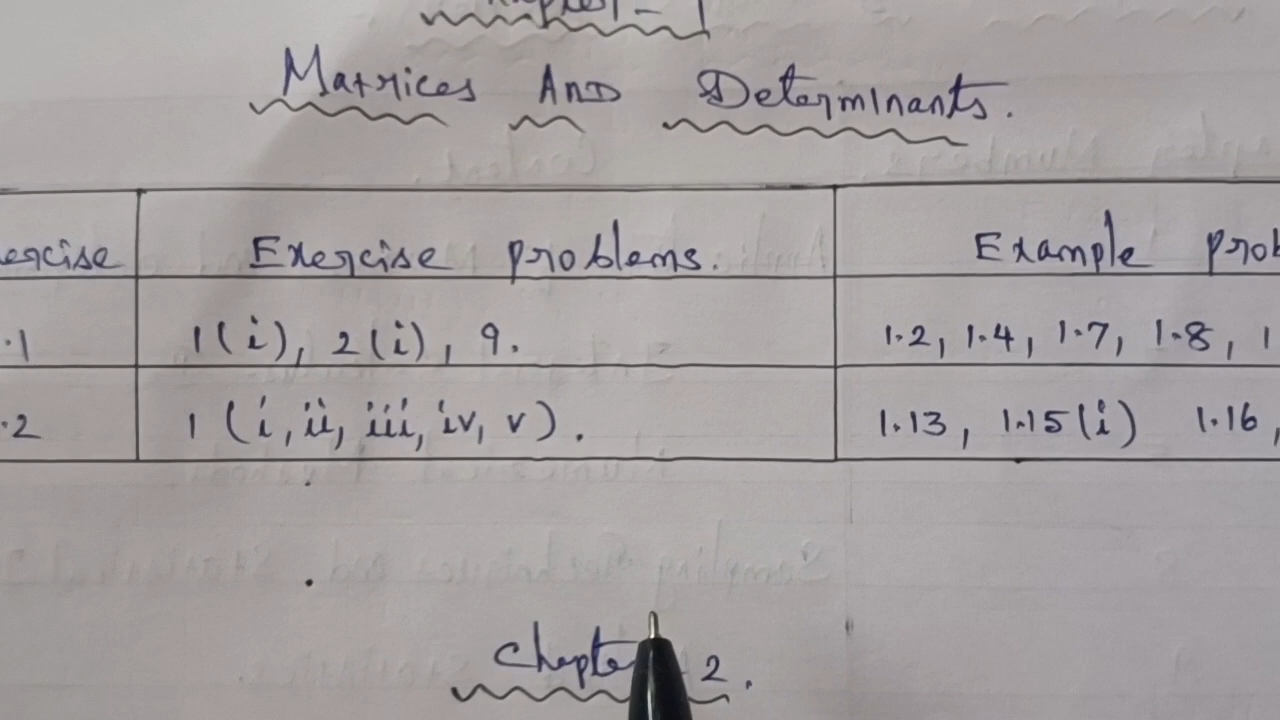 Matrices AND Determinants.
Exercise problems. Example
1(i), 2(i), 9. 1.2, 1.4, 1.7, 1.8, 1
1 (i, ii, iii, iv, v). 1.13, 1.15(i) 1.16,
Chapter 2.